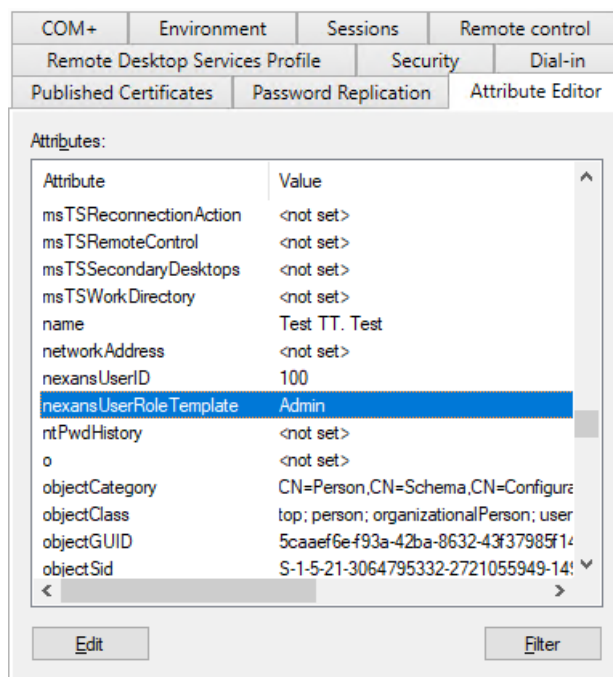 COM+ Environment Sessions Remote control
Remote Desktop Services Profile Security Dial-in
Published Certificates Password Replication Attribute Editor
Attributes:
Attribute Value
msTSReconnectionAction <not set>
msTSRemoteControl <not set>
msTSSecondaryDesktops <not set>
msTSWorkDirectory <not set>
name Test TT. Test
networkAddress <not set>
nexansUserID 100
nexansUserRoleTemplate Admin
ntPwdHistory <not set>
o <not set>
objectCategory CN=Person,CN=Schema,CN=Configura
objectClass top; person; organizationalPerson; user
objectGUID 5caaef6e-f93a-42ba-8632-43f37985f14
objectSid S-1-5-21-3064795332-2721055949-149
Edit Filter